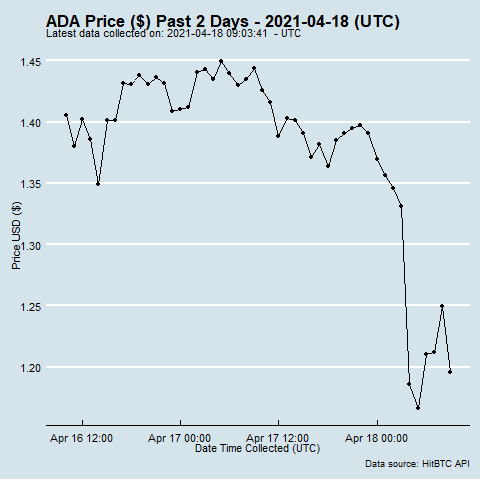 ADA Price ($) Past 2 Days - 2021-04-18 (UTC)
Latest data collected on: 2021-04-18 09:03:41 - UTC
1.45
1.40
1.35
1.30
1.25
1.20
Price USD ($)
Apr 16 12:00
Apr 17 00:00
Apr 17 12:00
Apr 18 00:00
Date Time Collected (UTC)
Data source: HitBTC API